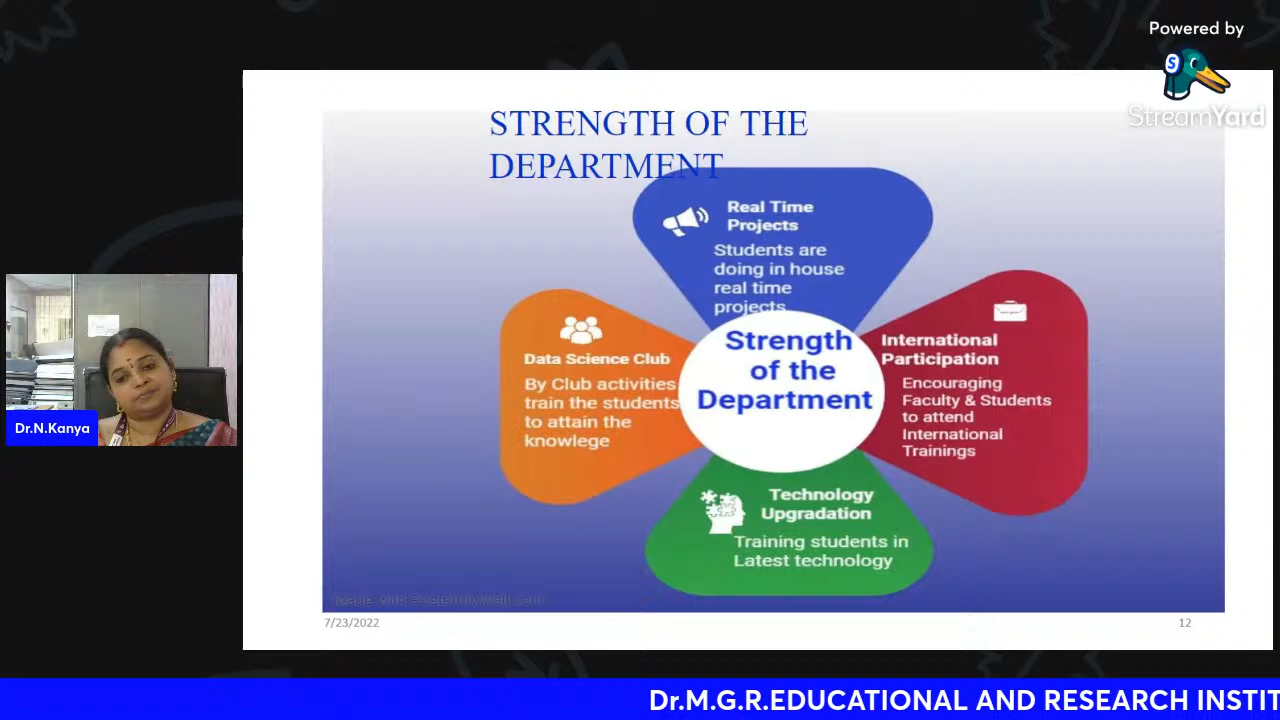 Powered by
S
StreamYard
STRENGTH OF THE
DEPARTMENT
Real Time
Projects
Students are
doing in house
real time
projects
Data Science Club
By Club activities
train the students
to attain the
knowlege
Strength
of the
Department
International
Participation
Encouraging
Faculty & Students
to attend
International
Trainings
Technology
Upgradation
Training students in
Latest technology
Made with
7/23/2022
12
Dr.N.Kanya
Dr.M.G.R.EDUCATIONAL AND RESEARCH INSTIT